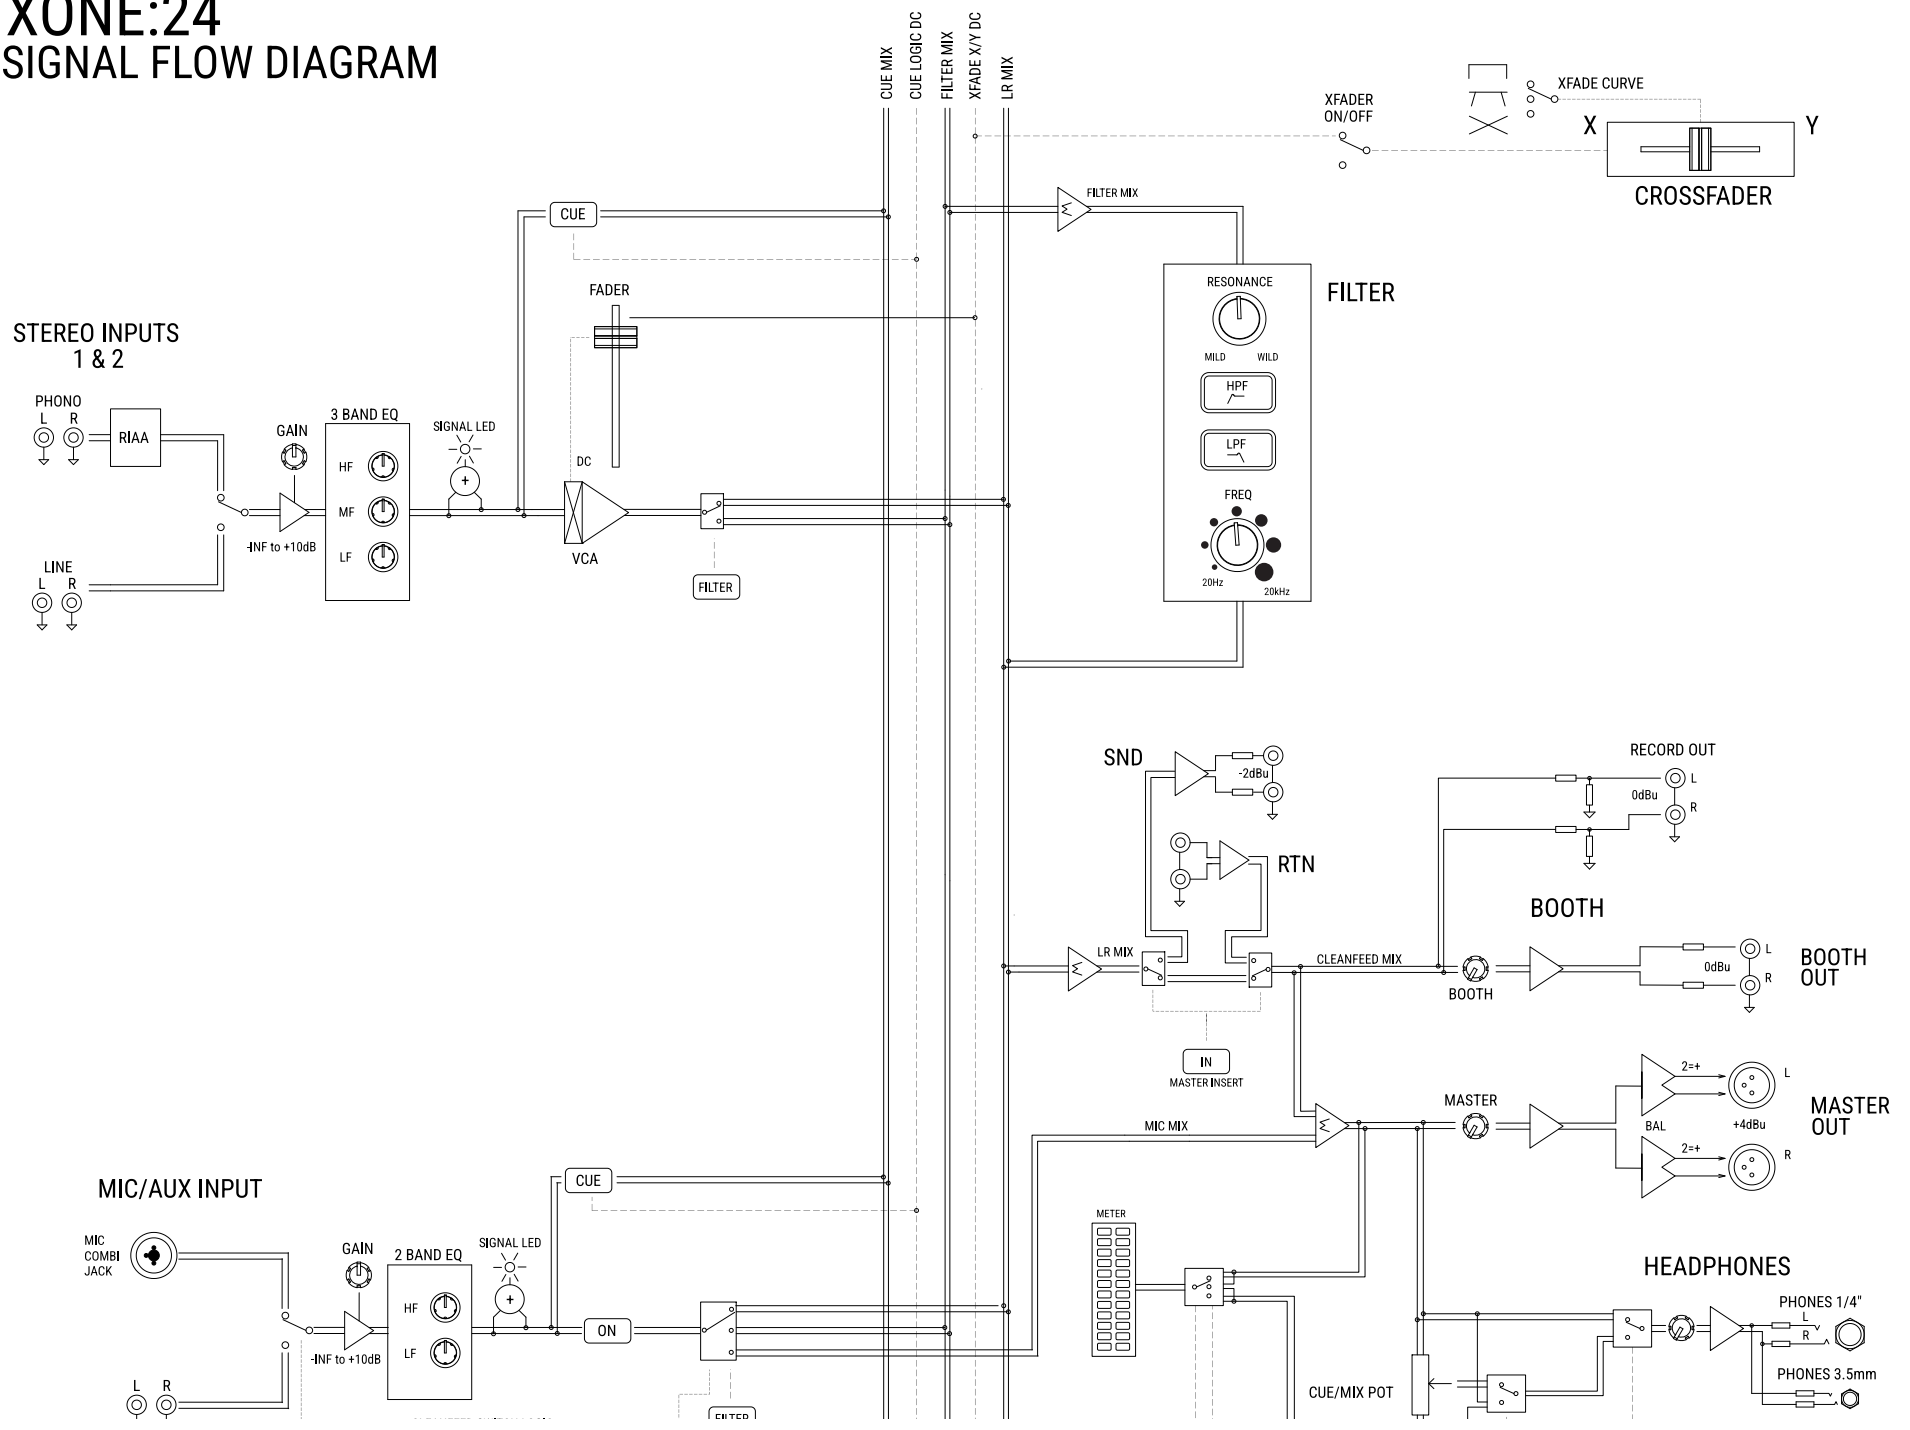 XONE:24
SIGNAL FLOW DIAGRAM
CUE MIX
CUE LOGIC DC
FILTER MIX
XFADE X/Y DC
LR MIX
XFADER
ON/OFF
XFADE CURVE
X
Y
CROSSFADER
CUE
FILTER MIX
FADER
RESONANCE
MILD
WILD
FILTER
HPF
LPF
FREQ
20Hz
20kHz
STEREO INPUTS
1 & 2
PHONO
L
R
RIAA
GAIN
-INF to +10dB
3 BAND EQ
HF
MF
LF
SIGNAL LED
+
DC
VCA
FILTER
LINE
L
R
SND
-2dBu
RTN
RECORD OUT
L
0dBu
R
BOOTH
LR MIX
CLEANFEED MIX
BOOTH
L
0dBu
R
BOOTH
OUT
IN
MASTER INSERT
MIC MIX
MASTER
2=+
L
BAL
+4dBu
2=+
R
MASTER
OUT
MIC/AUX INPUT
CUE
MIC
COMBI
JACK
GAIN
-INF to +10dB
2 BAND EQ
HF
LF
SIGNAL LED
+
ON
L
R
FILTER
METER
HEADPHONES
PHONES 1/4"
L
R
PHONES 3.5mm
CUE/MIX POT